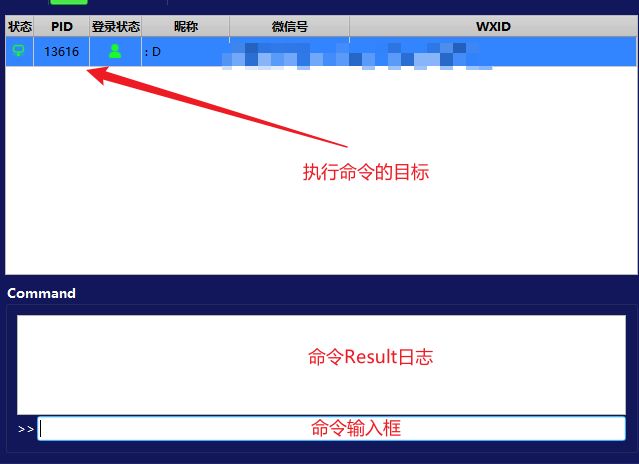 状态 PID 登录状态 昵称 微信号 WXID
13616 : D
执行命令的目标
Command
命令Result日志
>> 命令输入框